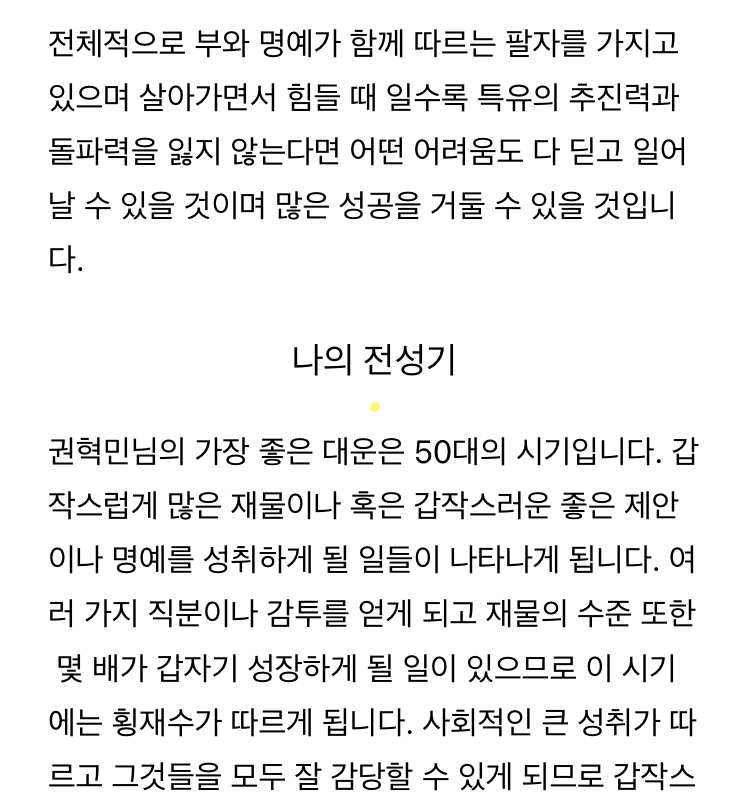 전체적으로 부와 명예가 함께 따르는 팔자를 가지고
있으며 살아가면서 힘들 때 일수록 특유의 추진력과
돌파력을 잃지 않는다면 어떤 어려움도 다 딛고 일어
날 수 있을 것이며 많은 성공을 거둘 수 있을 것입니
다.
나의 전성기
권혁민님의 가장 좋은 대운은 50대의 시기입니다. 갑
작스럽게 많은 재물이나 혹은 갑작스러운 좋은 제안
이나 명예를 성취하게 될 일들이 나타나게 됩니다. 여
러 가지 직분이나 감투를 얻게 되고 재물의 수준 또한
몇 배가 갑자기 성장하게 될 일이 있으므로 이 시기
에는 횡재수가 따르게 됩니다. 사회적인 큰 성취가 따
르고 그것들을 모두 잘 감당할 수 있게 되므로 갑작스